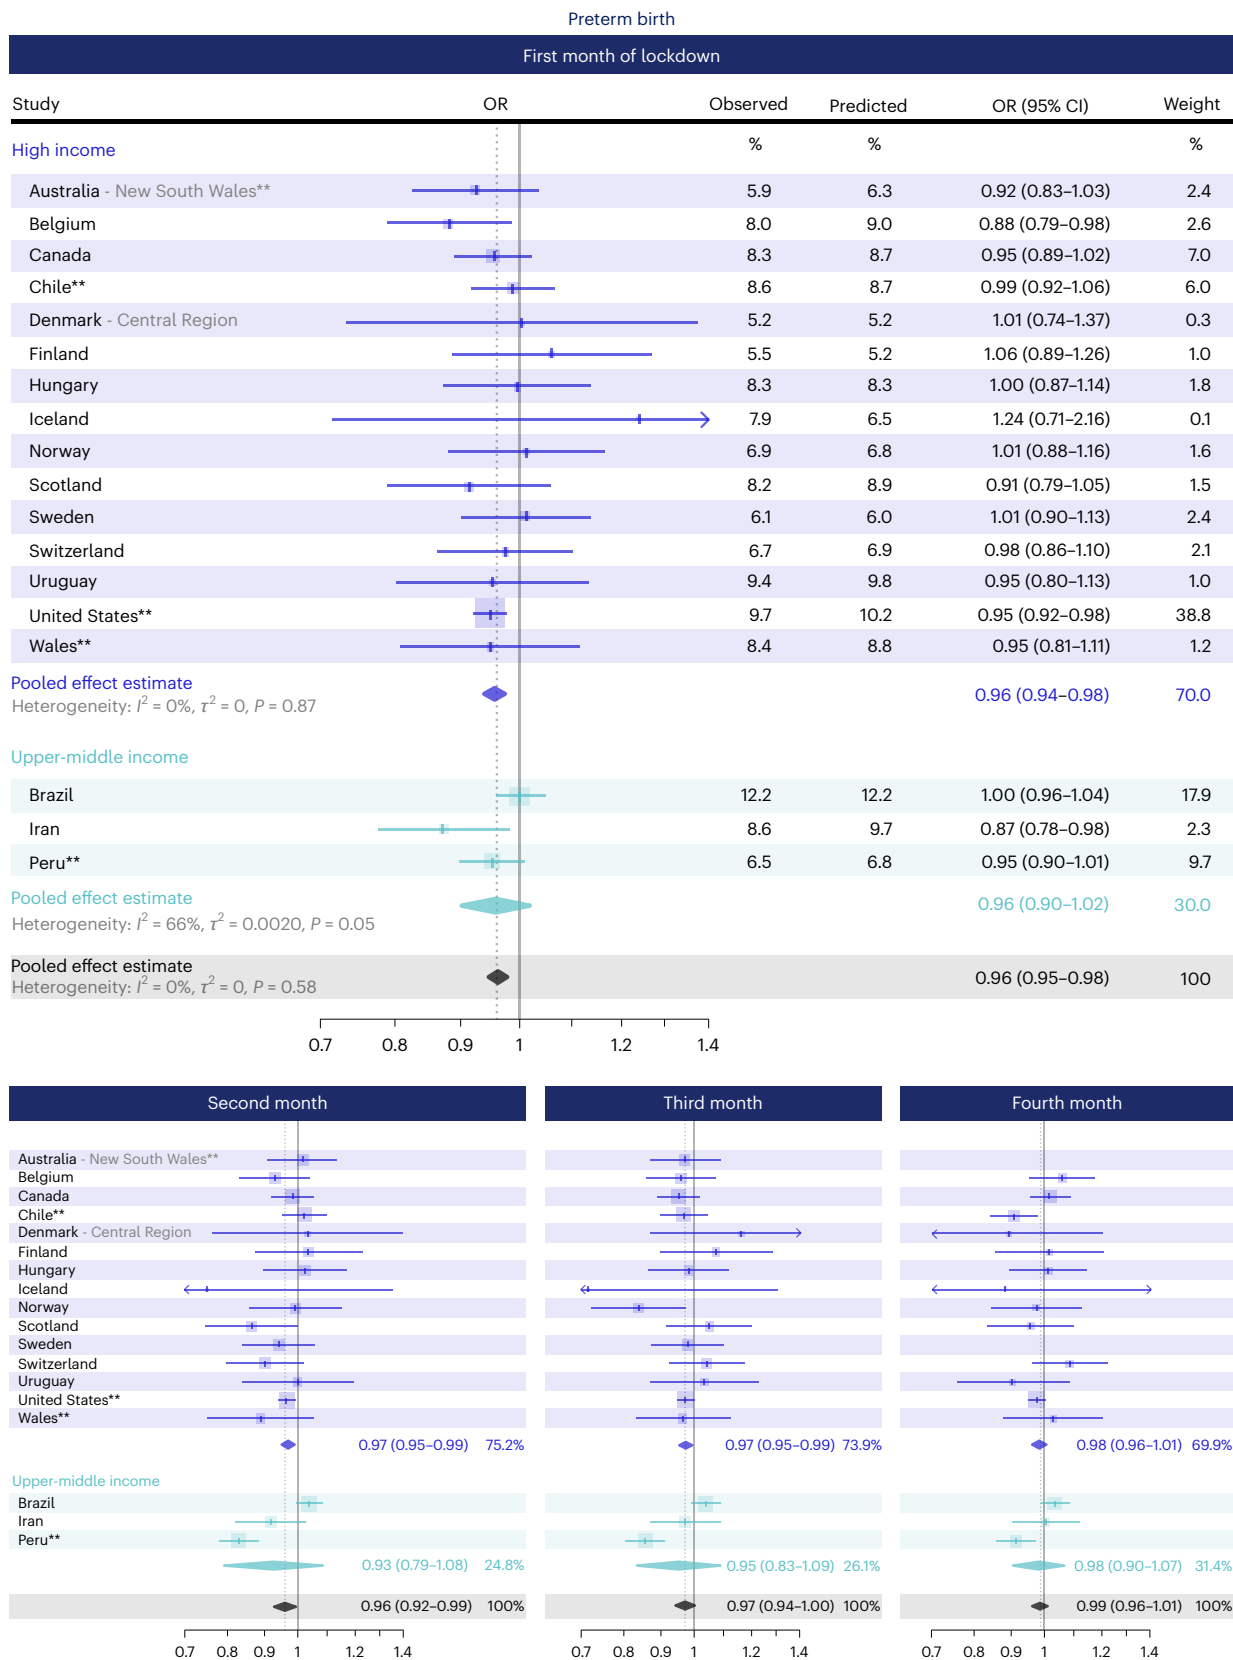 Preterm birth
First month of lockdown
Study OR Observed Predicted OR (95% CI) Weight
High income % % %
Australia - New South Wales** 5.9 6.3 0.92 (0.83–1.03) 2.4
Belgium 8.0 9.0 0.88 (0.79–0.98) 2.6
Canada 8.3 8.7 0.95 (0.89–1.02) 7.0
Chile** 8.6 8.7 0.99 (0.92–1.06) 6.0
Denmark - Central Region 5.2 5.2 1.01 (0.74–1.37) 0.3
Finland 5.5 5.2 1.06 (0.89–1.26) 1.0
Hungary 8.3 8.3 1.00 (0.87–1.14) 1.8
Iceland 7.9 6.5 1.24 (0.71–2.16) 0.1
Norway 6.9 6.8 1.01 (0.88–1.16) 1.6
Scotland 8.2 8.9 0.91 (0.79–1.05) 1.5
Sweden 6.1 6.0 1.01 (0.90–1.13) 2.4
Switzerland 6.7 6.9 0.98 (0.86–1.10) 2.1
Uruguay 9.4 9.8 0.95 (0.80–1.13) 1.0
United States** 9.7 10.2 0.95 (0.92–0.98) 38.8
Wales** 8.4 8.8 0.95 (0.81–1.11) 1.2
Pooled effect estimate 0.96 (0.94–0.98) 70.0
Heterogeneity: I² = 0%, τ² = 0, P = 0.87
Upper-middle income
Brazil 12.2 12.2 1.00 (0.96–1.04) 17.9
Iran 8.6 9.7 0.87 (0.78–0.98) 2.3
Peru** 6.5 6.8 0.95 (0.90–1.01) 9.7
Pooled effect estimate 0.96 (0.90–1.02) 30.0
Heterogeneity: I² = 66%, τ² = 0.0020, P = 0.05
Pooled effect estimate 0.96 (0.95–0.98) 100
Heterogeneity: I² = 0%, τ² = 0, P = 0.58
0.7 0.8 0.9 1 1.2 1.4
Second month Third month Fourth month
Australia - New South Wales**
Belgium
Canada
Chile**
Denmark - Central Region
Finland
Hungary
Iceland
Norway
Scotland
Sweden
Switzerland
Uruguay
United States**
Wales**
0.97 (0.95–0.99) 75.2% 0.97 (0.95–0.99) 73.9% 0.98 (0.96–1.01) 69.9%
Upper-middle income
Brazil
Iran
Peru**
0.93 (0.79–1.08) 24.8% 0.95 (0.83–1.09) 26.1% 0.98 (0.90–1.07) 31.4%
0.96 (0.92–0.99) 100% 0.97 (0.94–1.00) 100% 0.99 (0.96–1.01) 100%
0.7 0.8 0.9 1 1.2 1.4 0.7 0.8 0.9 1 1.2 1.4 0.7 0.8 0.9 1 1.2 1.4